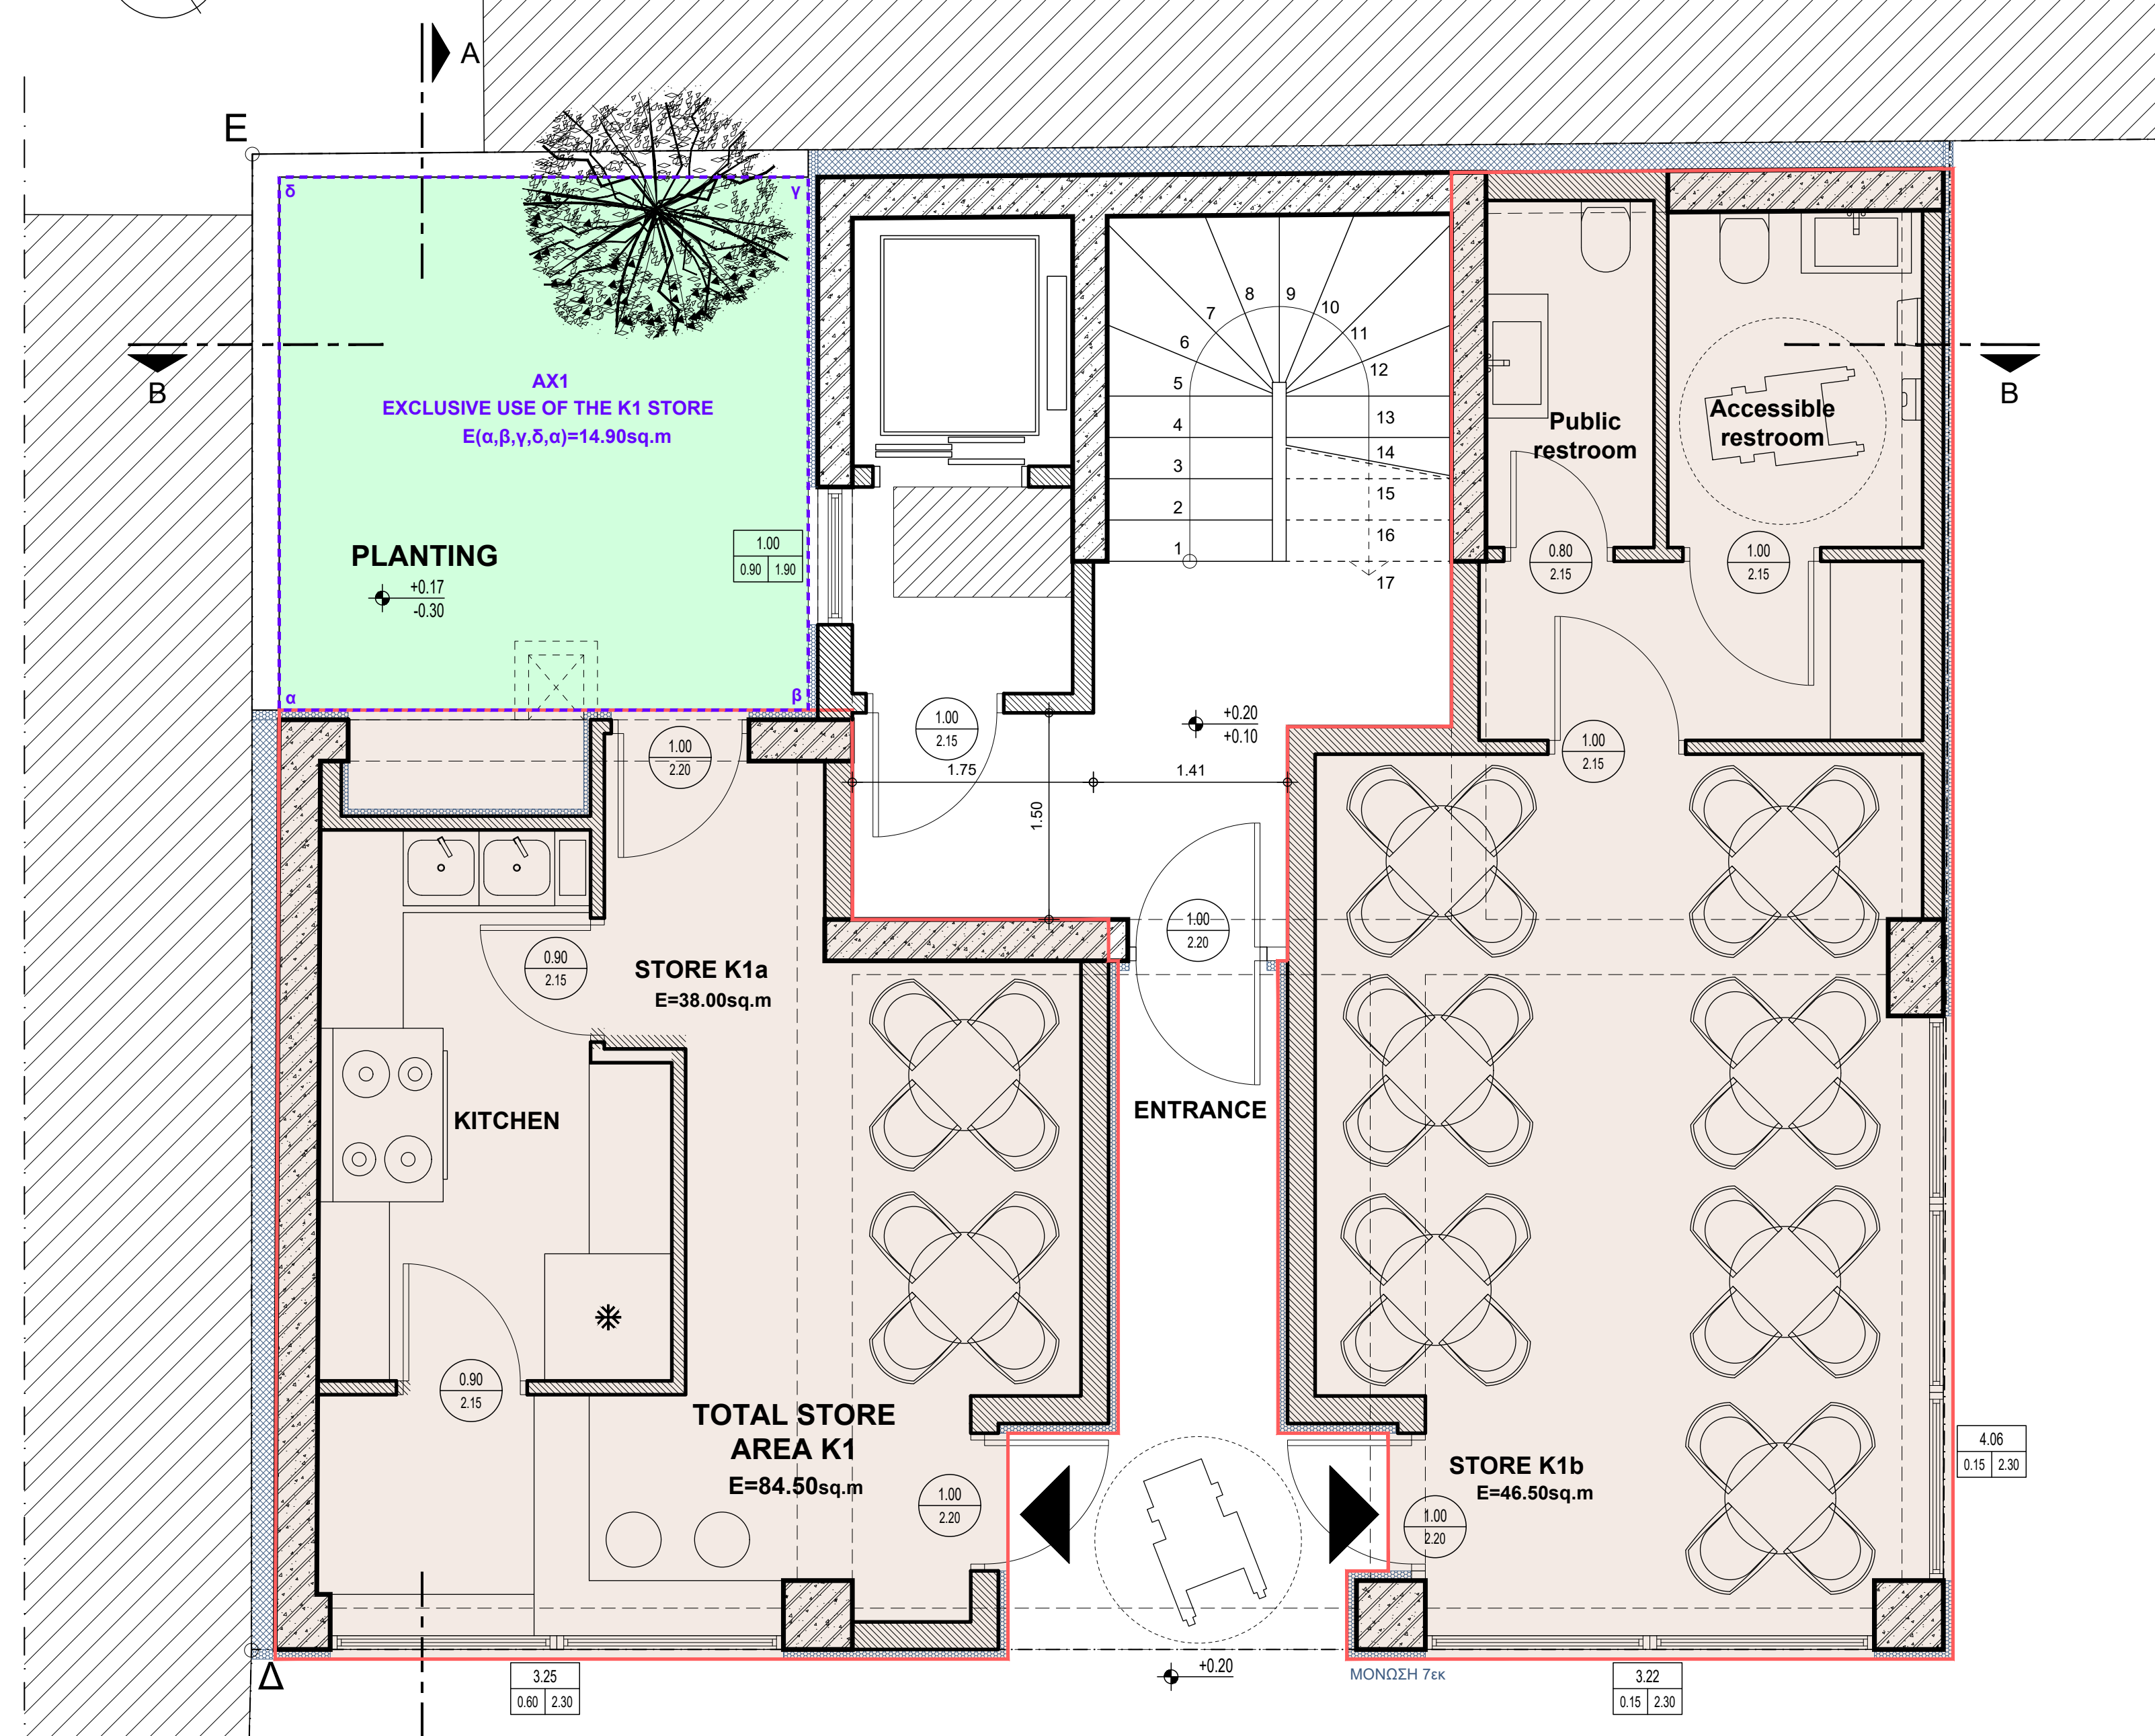 A
E
δ
γ
AX1
EXCLUSIVE USE OF THE K1 STORE
E(α,β,γ,δ,α)=14.90sq.m
B
B
PLANTING
+0.17
-0.30
1.00
0.90 1.90
α
β
1
2
3
4
5
6
7
8
9
10
11
12
13
14
15
16
17
Public
restroom
Accessible
restroom
0.80
2.15
1.00
2.15
1.00
2.15
1.00
2.20
1.00
2.15
+0.20
+0.10
1.75
1.41
1.50
1.00
2.20
0.90
2.15
STORE K1a
E=38.00sq.m
KITCHEN
ENTRANCE
0.90
2.15
TOTAL STORE
AREA K1
E=84.50sq.m
1.00
2.20
STORE K1b
E=46.50sq.m
1.00
2.20
4.06
0.15 2.30
Δ
3.25
0.60 2.30
+0.20
ΜΟΝΩΣΗ 7εκ
3.22
0.15 2.30